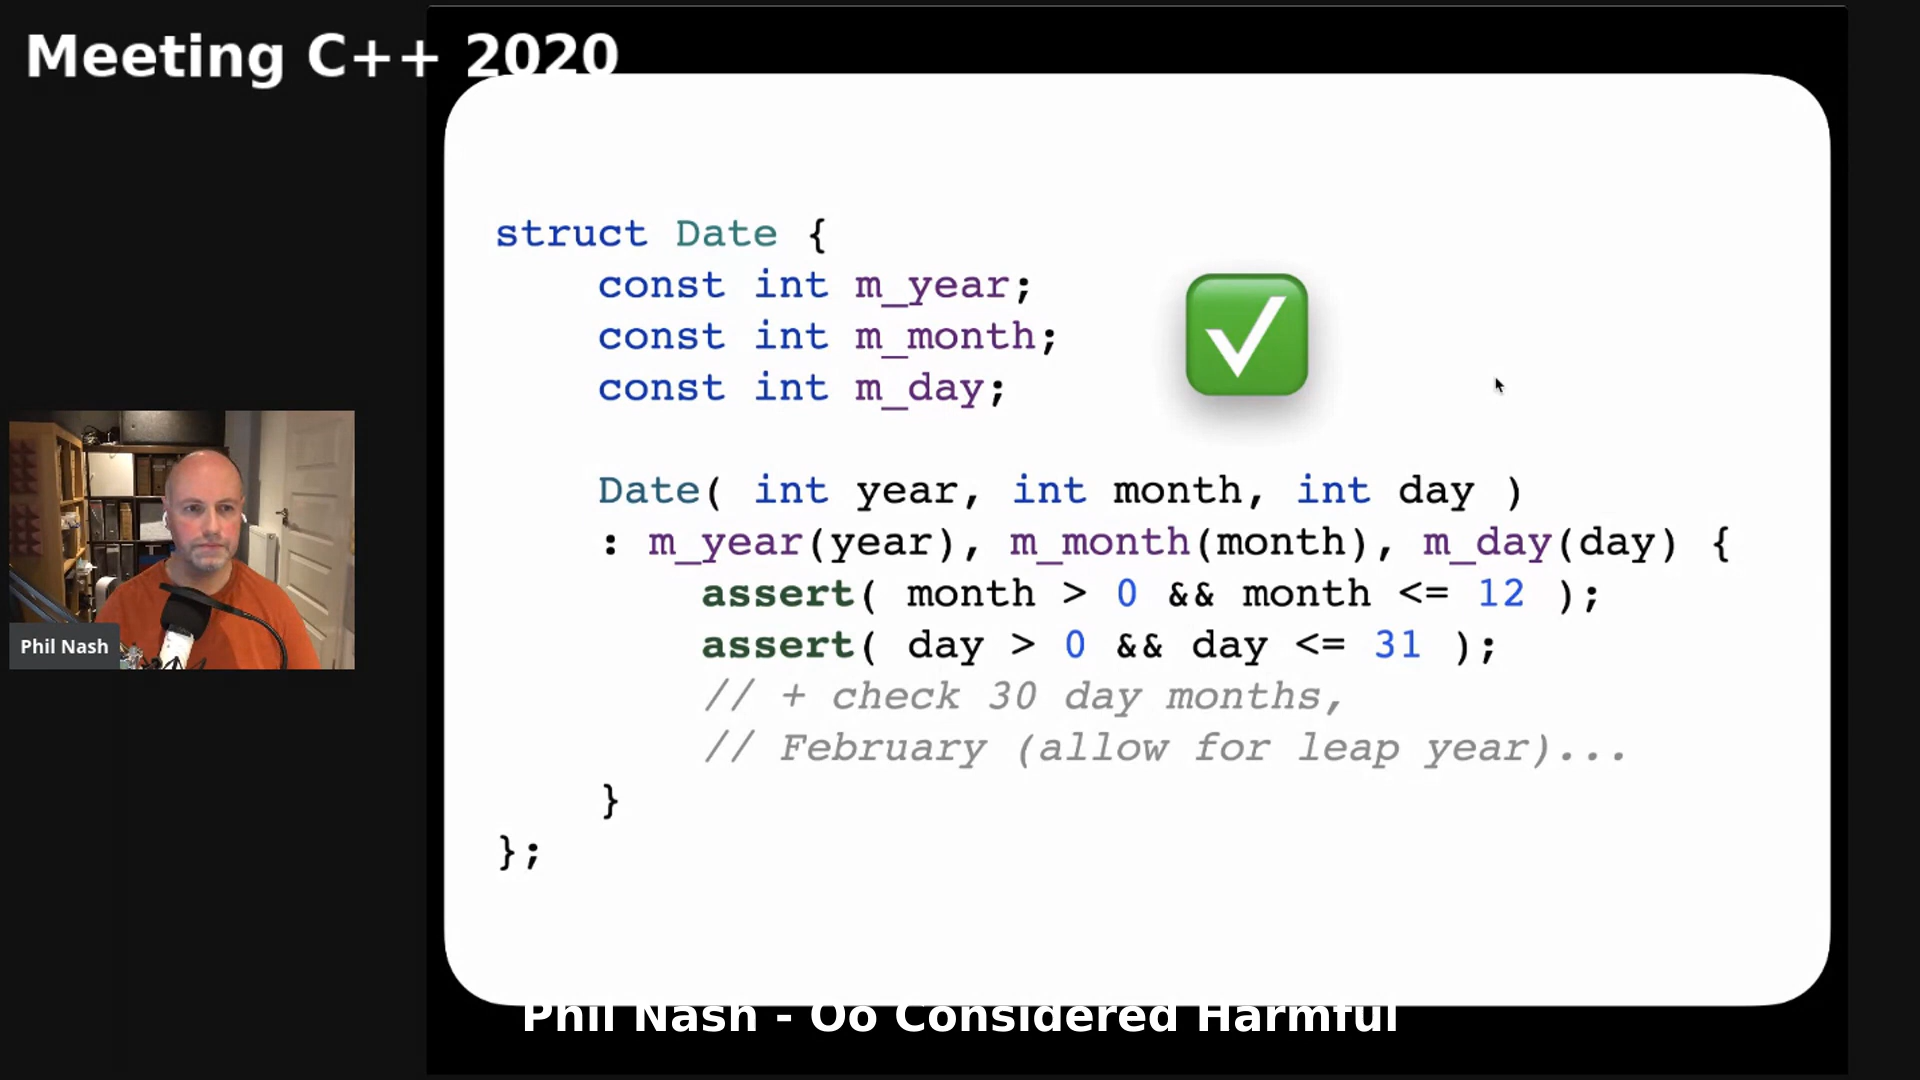 Meeting C++ 2020
struct Date {
const int m_year;
const int m_month;
const int m_day;
Date( int year, int month, int day )
: m_year(year), m_month(month), m_day(day) {
assert( month > 0 && month <= 12 );
assert( day > 0 && day <= 31 );
// + check 30 day months,
// February (allow for leap year)...
}
};
Phil Nash
Phil Nash - Oo Considered Harmful